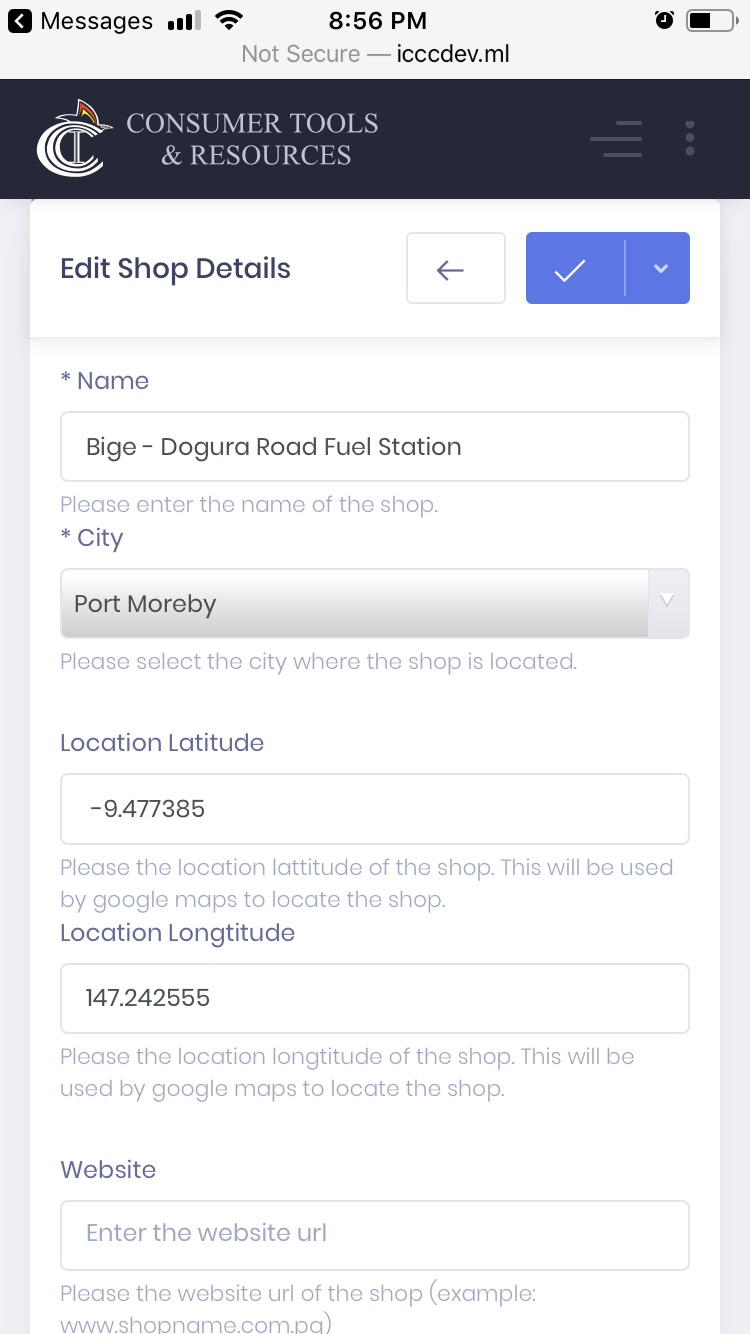 Messages 8:56 PM
Not Secure — icccdev.ml
CONSUMER TOOLS
& RESOURCES
Edit Shop Details
* Name
Bige - Dogura Road Fuel Station
Please enter the name of the shop.
* City
Port Moreby
Please select the city where the shop is located.
Location Latitude
-9.477385
Please the location lattitude of the shop. This will be used
by google maps to locate the shop.
Location Longtitude
147.242555
Please the location longtitude of the shop. This will be
used by google maps to locate the shop.
Website
Enter the website url
Please the website url of the shop (example:
www.shopname.com.pg)